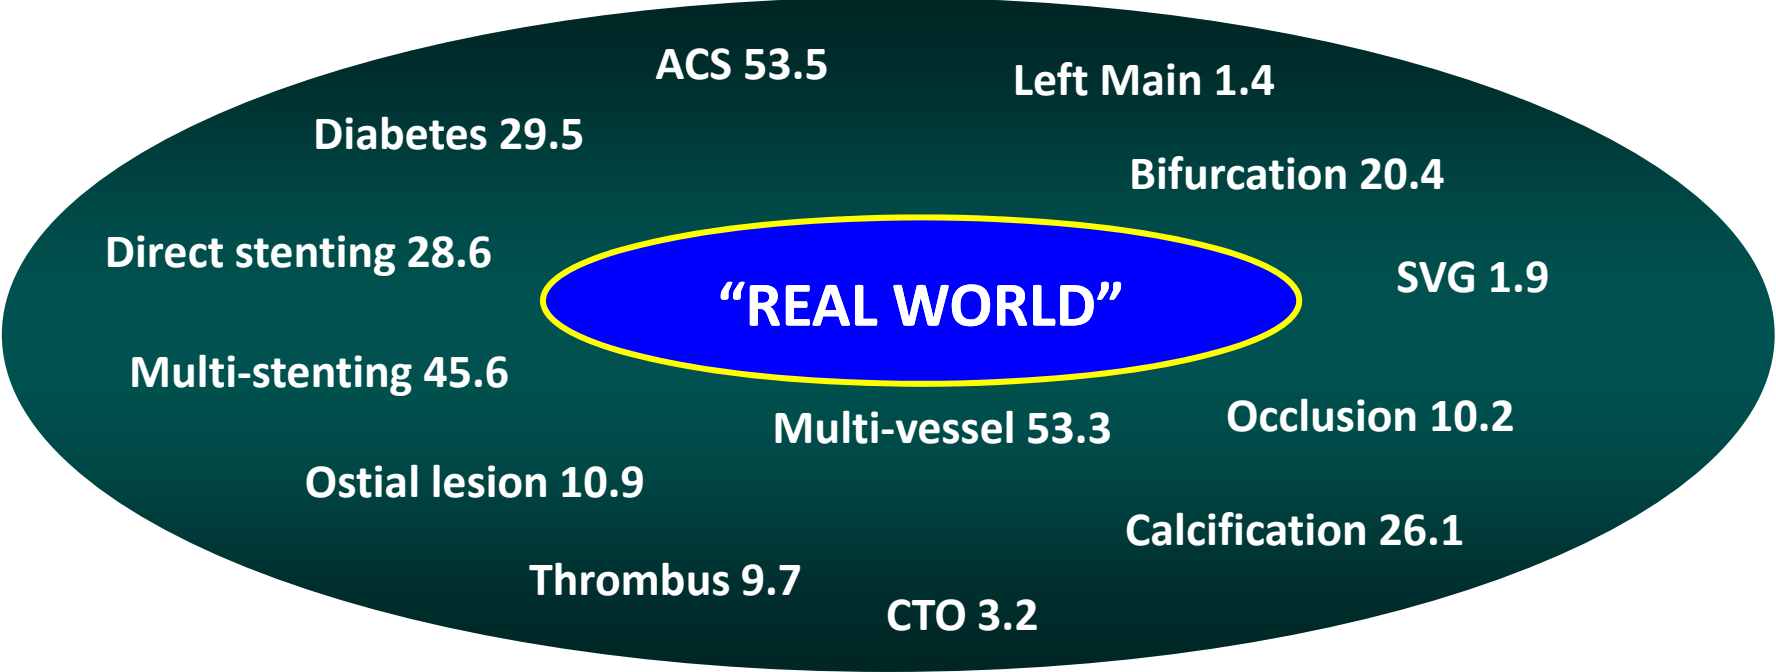 ACS 53.5
Left Main 1.4
Diabetes 29.5
Bifurcation 20.4
Direct stenting 28.6
SVG 1.9
“REAL WORLD”
Multi-stenting 45.6
Multi-vessel 53.3
Occlusion 10.2
Ostial lesion 10.9
Calcification 26.1
Thrombus 9.7
CTO 3.2